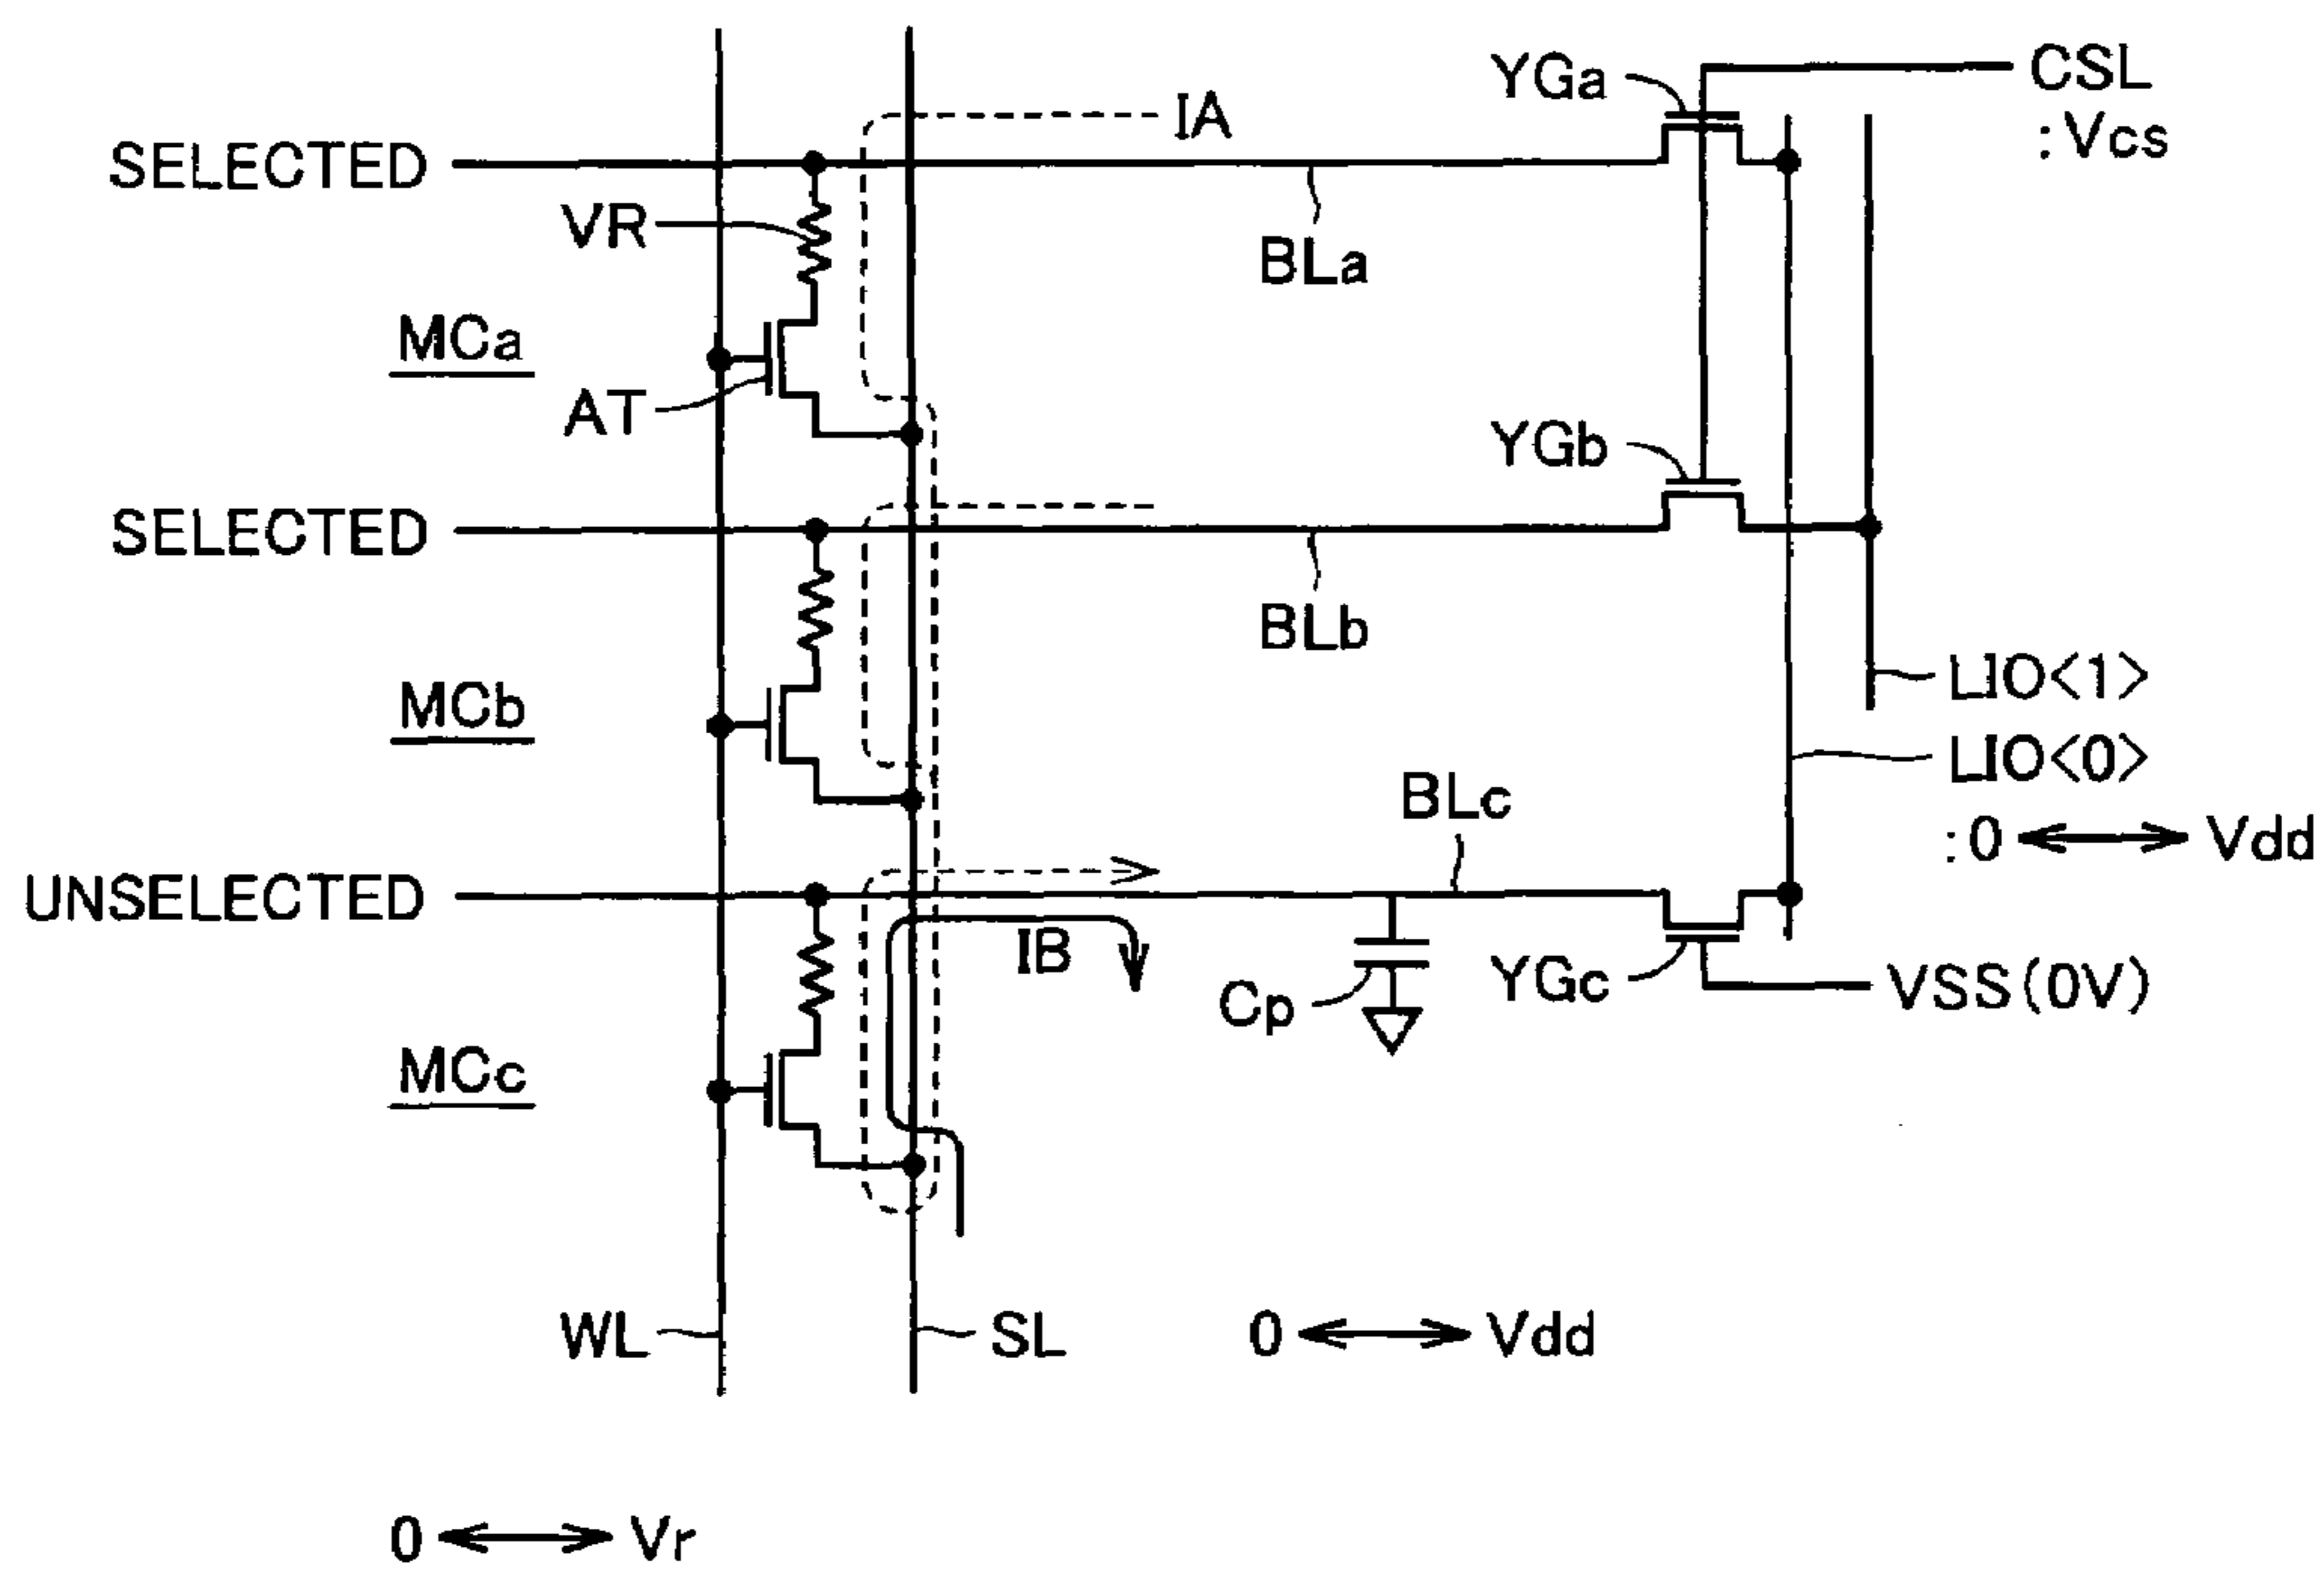 YGa
CSL
:Vcs
IA
SELECTED
VR
BLa
MCa
AT
YGb
SELECTED
BLb
LIO<1>
MCb
LIO<0>
:0 Vdd
BLc
UNSELECTED
IB
Cp
YGc
VSS(0V)
MCc
WL
SL
0 Vdd
0 Vr